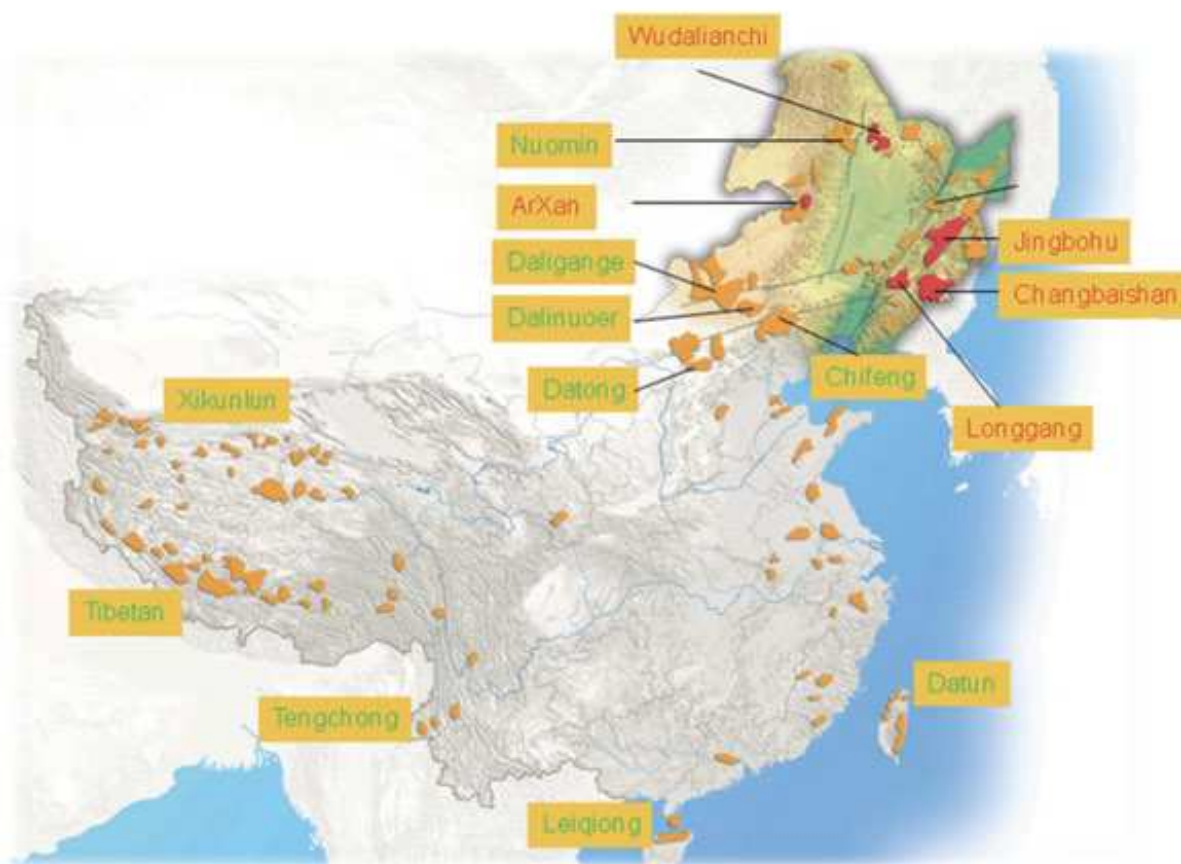 Wudalianchi
Nuomin
ArXan
Jingbohu
Daligange
Changbaishan
Dalinuoer
Chifeng
Datong
Xikunlun
Longgang
Tibetan
Datun
Tengchong
Leiqiong